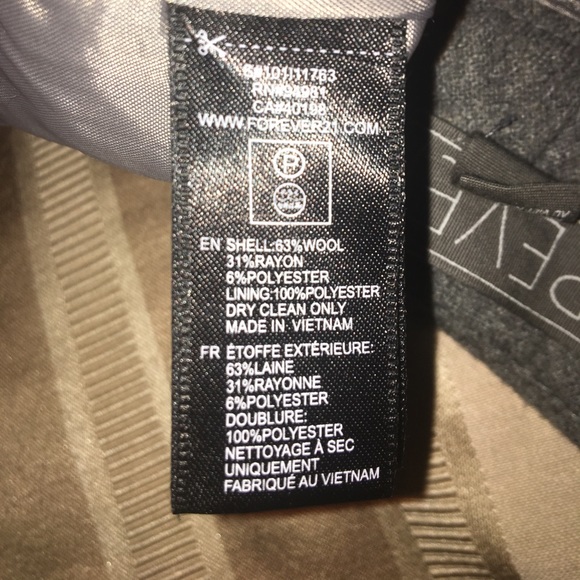 RN#94981
WWW.FOREVER21.COM
P
EN SHELL:63%WOOL
31%RAYON
6%POLYESTER
LINING:100%POLYESTER
DRY CLEAN ONLY
MADE IN VIETNAM
FR ÉTOFFE EXTÉRIEURE:
63%LAINE
31%RAYONNE
6%POLYESTER
DOUBLURE:
100%POLYESTER
NETTOYAGE À SEC
UNIQUEMENT
FABRIQUÉ AU VIETNAM